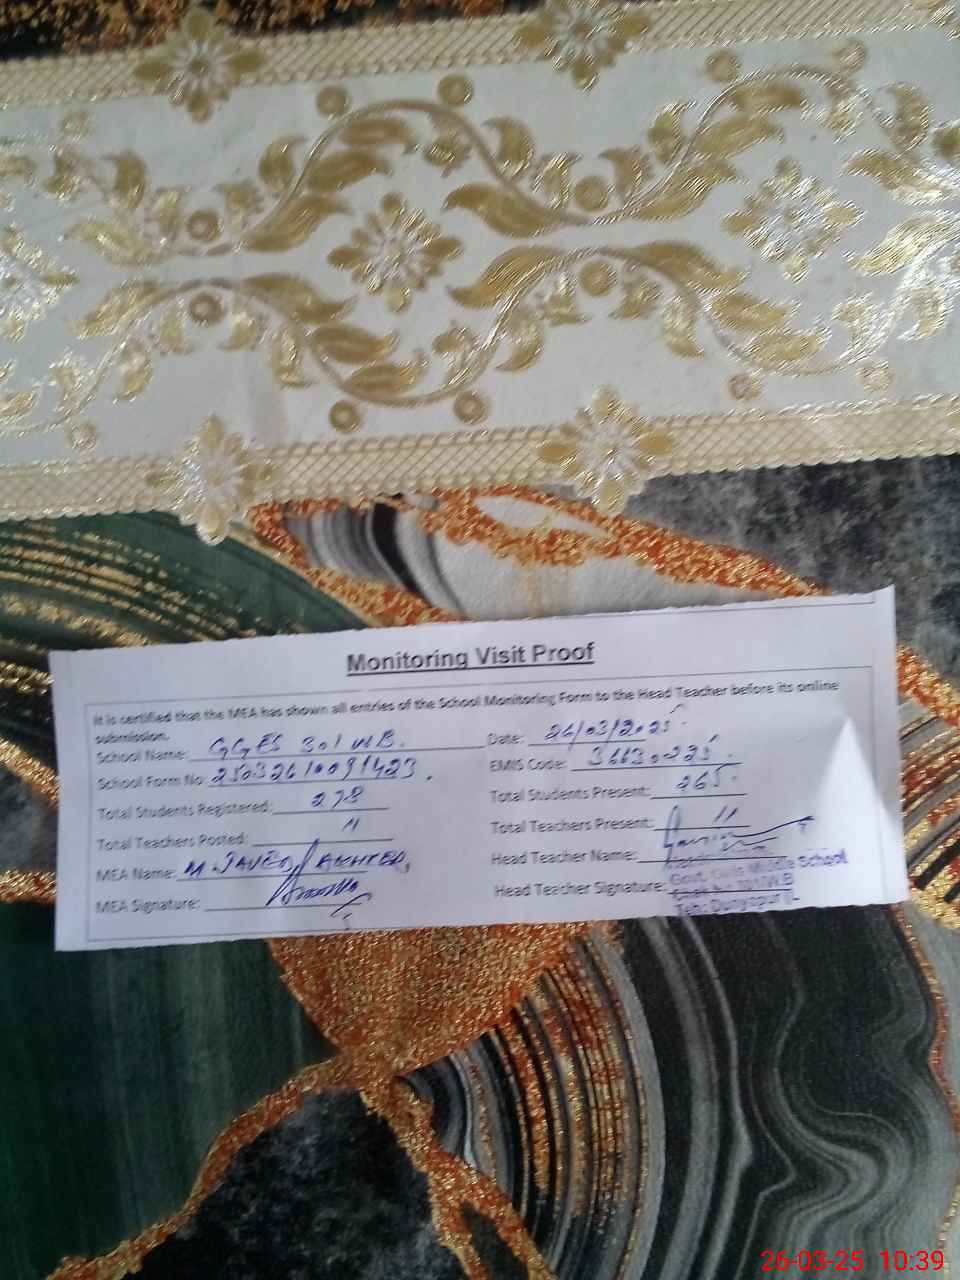 Monitoring Visit Proof
It is certified that the MEA has shown all entries of the School Monitoring Form to the Head Teacher before its online
submission.
School Name: GGES 301 WB. Date: 26/03/2025
School Form No: 25032610091423. EMIS Code: 36630225
Total Students Registered: 278 Total Students Present: 265
Total Teachers Posted: 11 Total Teachers Present: 11
MEA Name: M. JAVED AKHTER, Head Teacher Name:
MEA Signature: Head Teacher Signature:
Govt. Girls Middle School
Chak No. 301/W.B
Teh: Dunyapur
26-03-25 10:39